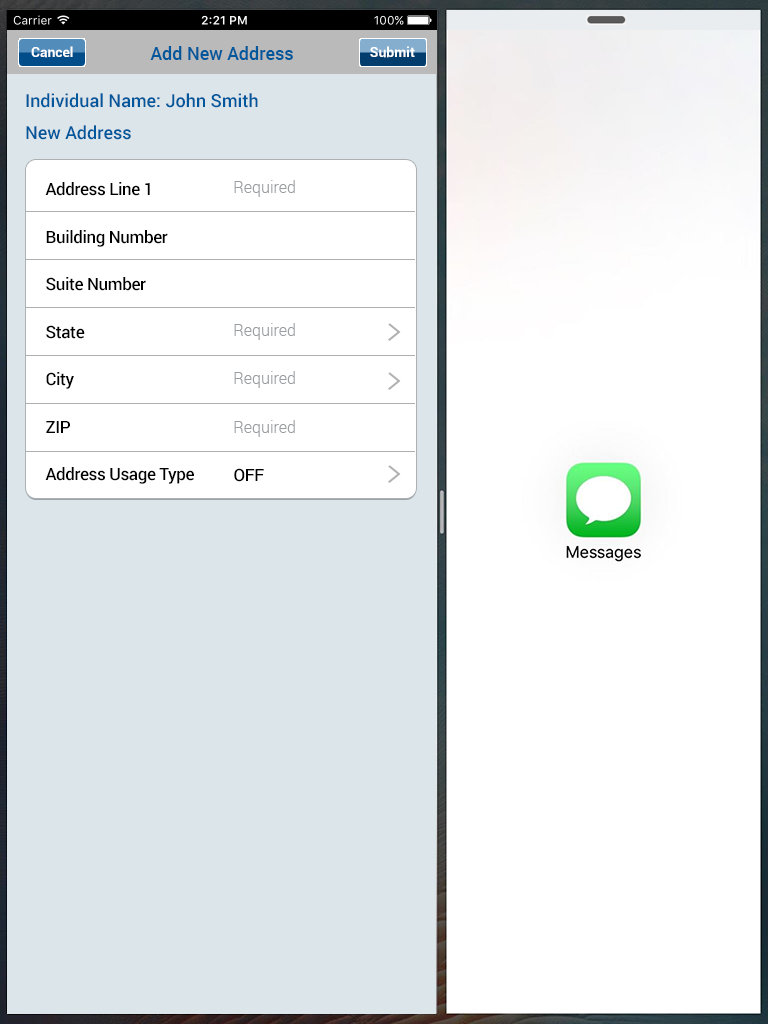 Carrier 2:21 PM 100%
Cancel Add New Address Submit
Individual Name: John Smith
New Address
Address Line 1 Required
Building Number
Suite Number
State Required
City Required
ZIP Required
Address Usage Type OFF
Messages